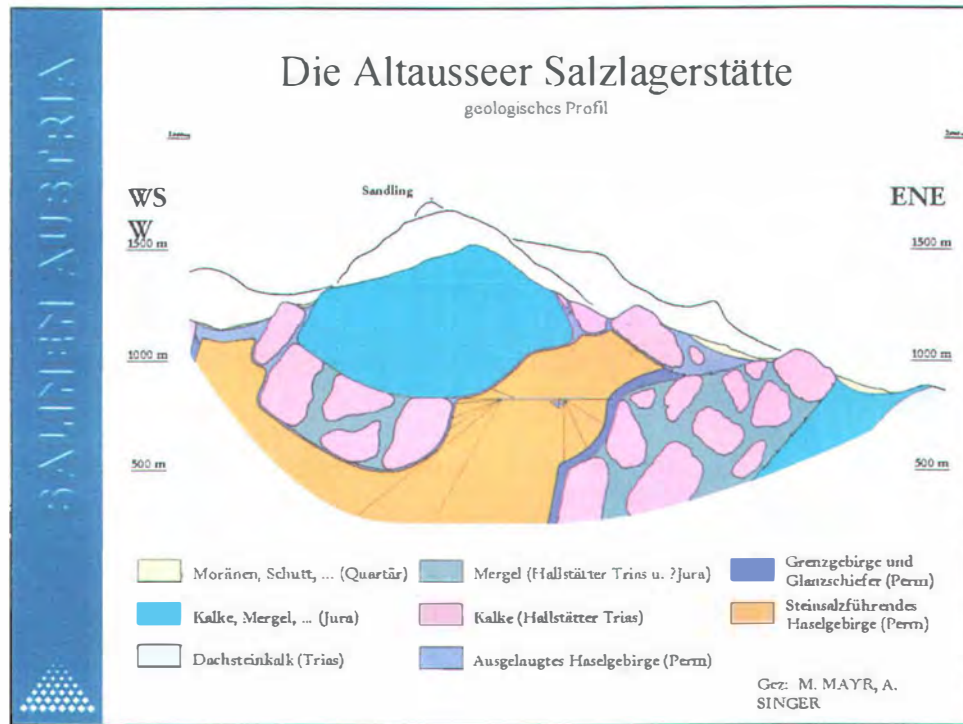 SALINEN AUSTRIA
Die Altausseer Salzlagerstätte
geologisches Profil
Sandling
WS
W
ENE
1500 m
1500 m
1000 m
1000 m
500 m
500 m
Moränen, Schutt, ... (Quartär)
Kalke, Mergel, ... (Jura)
Dachsteinkalk (Trias)
Mergel (Hallstätter Trias u. ?Jura)
Kalke (Hallstätter Trias)
Ausgelaugtes Haselgebirge (Perm)
Grenzgebirge und
Glanzschiefer (Perm)
Steinsalzführendes
Haselgebirge (Perm)
Gez: M. MAYR, A.
SINGER